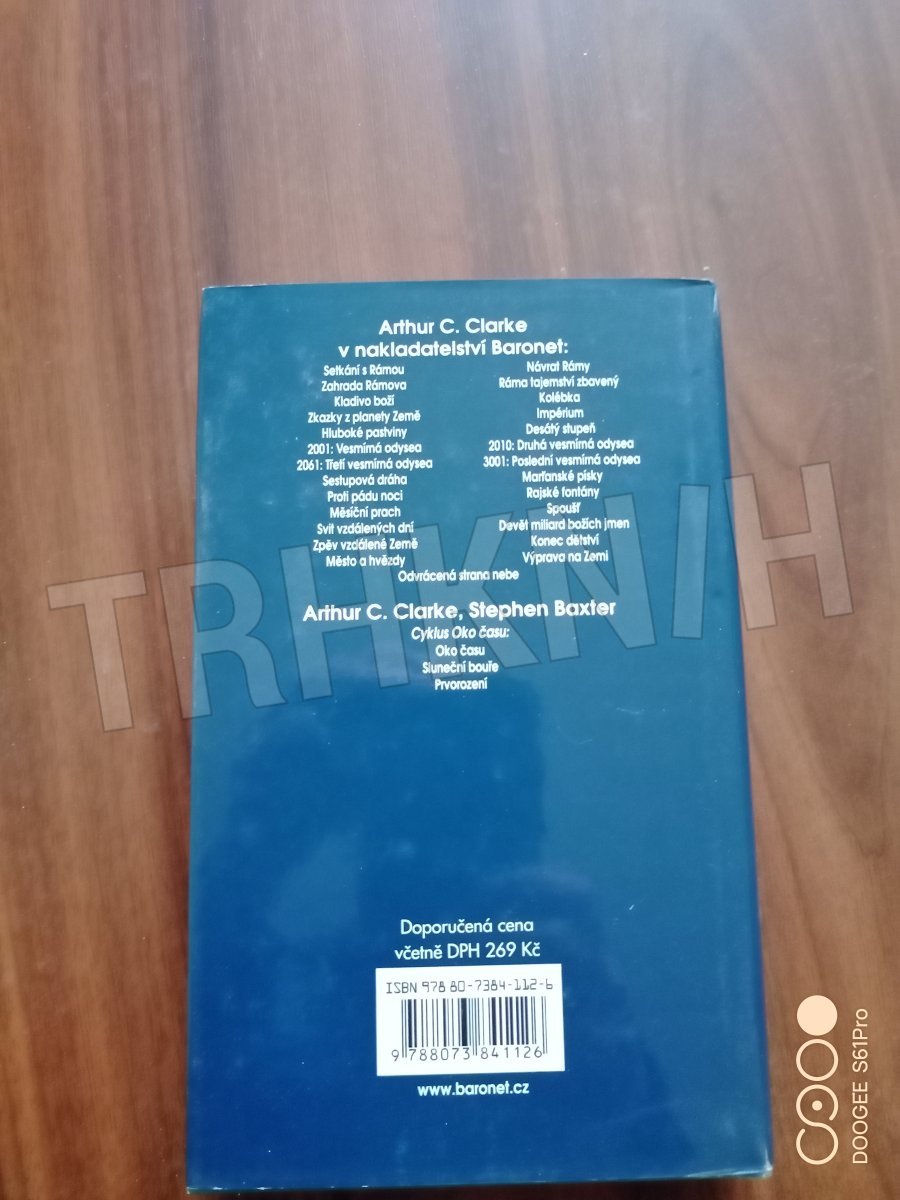 Arthur C. Clarke
v nakladatelství Baronet:
Setkání s Rámou Návrat Rámy
Zahrada Rámova Ráma tajemství zbavený
Kladivo boží Kolébka
Zkazky z planety Země Impérium
Hluboké pastviny Desátý stupeň
2001: Vesmírná odysea 2010: Druhá vesmírná odysea
2061: Třetí vesmírná odysea 3001: Poslední vesmírná odysea
Sestupová dráha Marťanské písky
Proti pádu noci Rajské fontány
Měsíční prach Spoušť
Svit vzdálených dní Devět miliard božích jmen
Zpěv vzdálené Země Konec dětství
Město a hvězdy Výprava na Zemi
Odvrácená strana nebe
Arthur C. Clarke, Stephen Baxter
Cyklus Oko času:
Oko času
Sluneční bouře
Prvorození
TRHKNIH
Doporučená cena
včetně DPH 269 Kč
ISBN 978 80-7384-112-6
9 788073 841126
www.baronet.cz
DOOGEE S61Pro